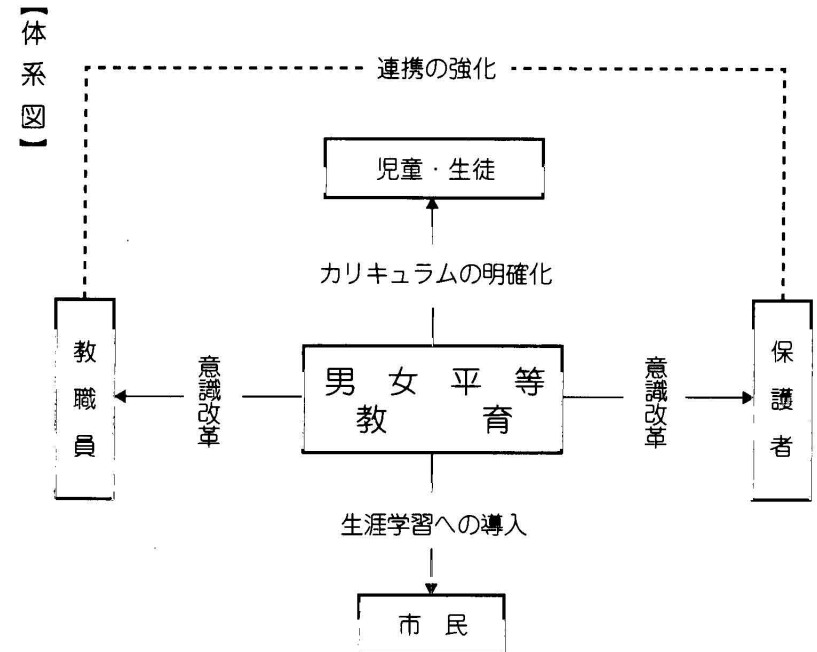 【体系図】
連携の強化
児童・生徒
カリキュラムの明確化
教職員
意識改革
男女平等
教育
意識改革
保護者
生涯学習への導入
市民